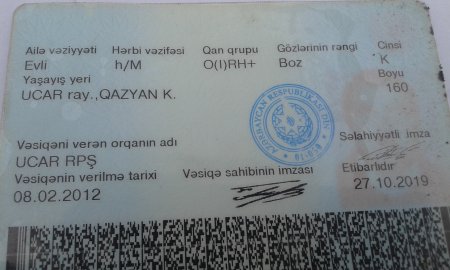 Ailə vəziyyəti Hərbi vəzifəsi Qan qrupu Gözlərinin rəngi Cinsi
Evli h/M O(I)RH+ Boz K
Yaşayış yeri Boyu
UCAR ray.,QAZYAN K. 160
Vəsiqəni verən orqanın adı Səlahiyyətli imza
UCAR RPŞ
Vəsiqənin verilmə tarixi Vəsiqə sahibinin imzası Etibarlıdır
08.02.2012 27.10.2019